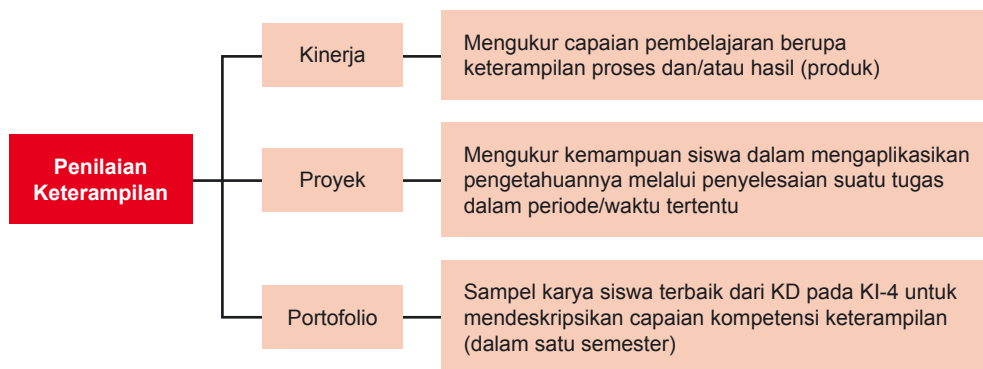 Penilaian
Keterampilan
Kinerja
Mengukur capaian pembelajaran berupa
keterampilan proses dan/atau hasil (produk)
Proyek
Mengukur kemampuan siswa dalam mengaplikasikan
pengetahuannya melalui penyelesaian suatu tugas
dalam periode/waktu tertentu
Portofolio
Sampel karya siswa terbaik dari KD pada KI-4 untuk
mendeskripsikan capaian kompetensi keterampilan
(dalam satu semester)